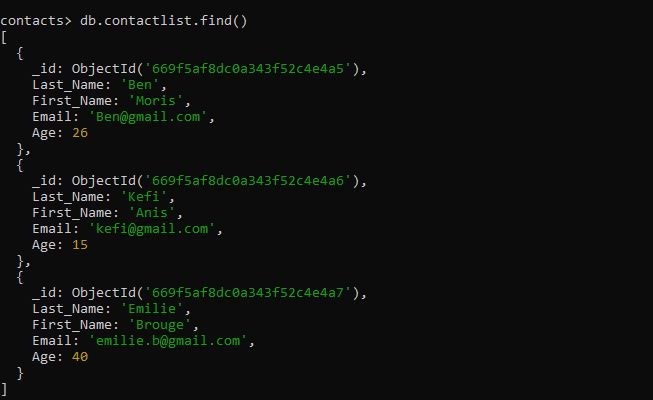 contacts> db.contactlist.find()
[
  {
    _id: ObjectId('669f5af8dc0a343f52c4e4a5'),
    Last_Name: 'Ben',
    First_Name: 'Moris',
    Email: 'Ben@gmail.com',
    Age: 26
  },
  {
    _id: ObjectId('669f5af8dc0a343f52c4e4a6'),
    Last_Name: 'Kefi',
    First_Name: 'Anis',
    Email: 'kefi@gmail.com',
    Age: 15
  },
  {
    _id: ObjectId('669f5af8dc0a343f52c4e4a7'),
    Last_Name: 'Emilie',
    First_Name: 'Brouge',
    Email: 'emilie.b@gmail.com',
    Age: 40
  }
]